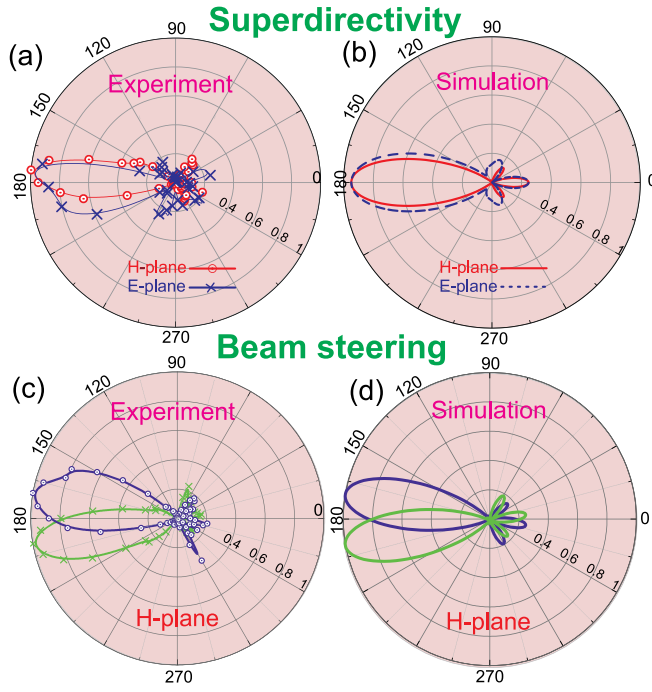 Superdirectivity
(a)
90
120
150
180
270
0
Experiment
0.4
0.6
0.8
1
H-plane
E-plane
(b)
90
120
150
180
270
0
Simulation
0.4
0.6
0.8
1
H-plane
E-plane
Beam steering
(c)
90
120
150
180
270
0
Experiment
0.4
0.6
0.8
1
H-plane
(d)
90
120
150
180
270
0
Simulation
0.4
0.6
0.8
1
H-plane